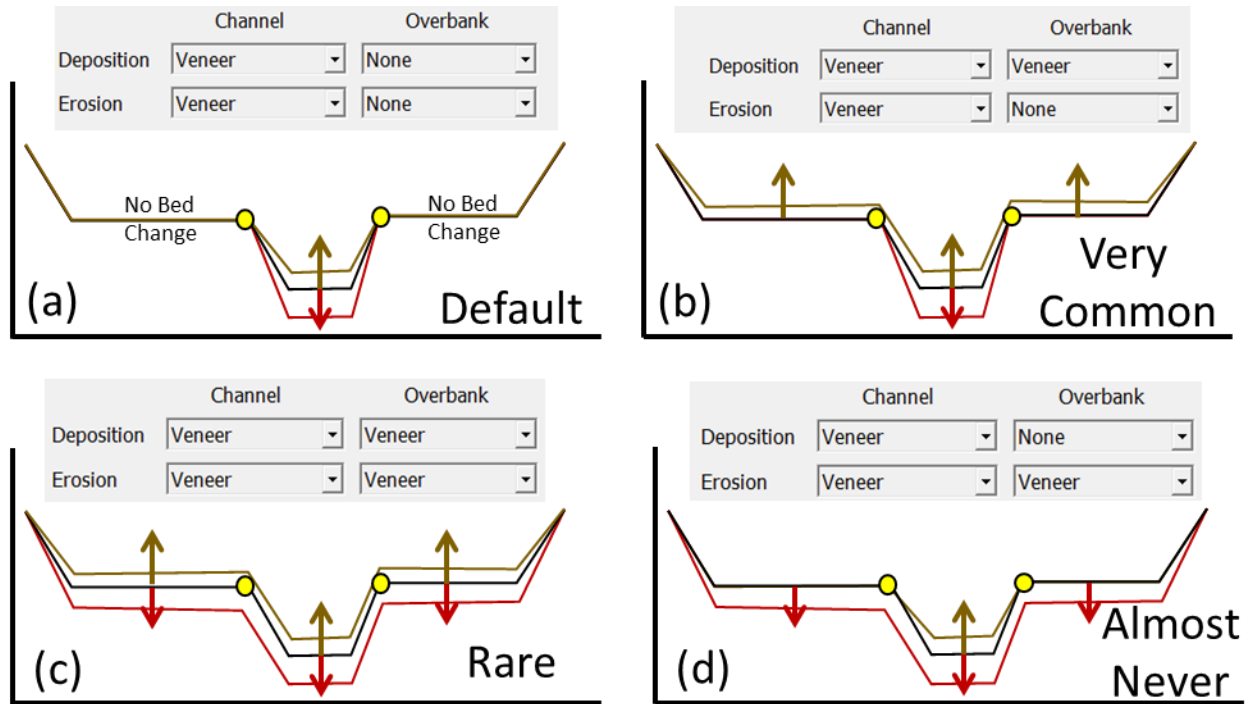 Channel Overbank
Deposition Veneer None
Erosion Veneer None
No Bed
Change
No Bed
Change
(a) Default
Channel Overbank
Deposition Veneer Veneer
Erosion Veneer None
(b) Very
Common
Channel Overbank
Deposition Veneer Veneer
Erosion Veneer Veneer
(c) Rare
Channel Overbank
Deposition Veneer None
Erosion Veneer Veneer
(d) Almost
Never